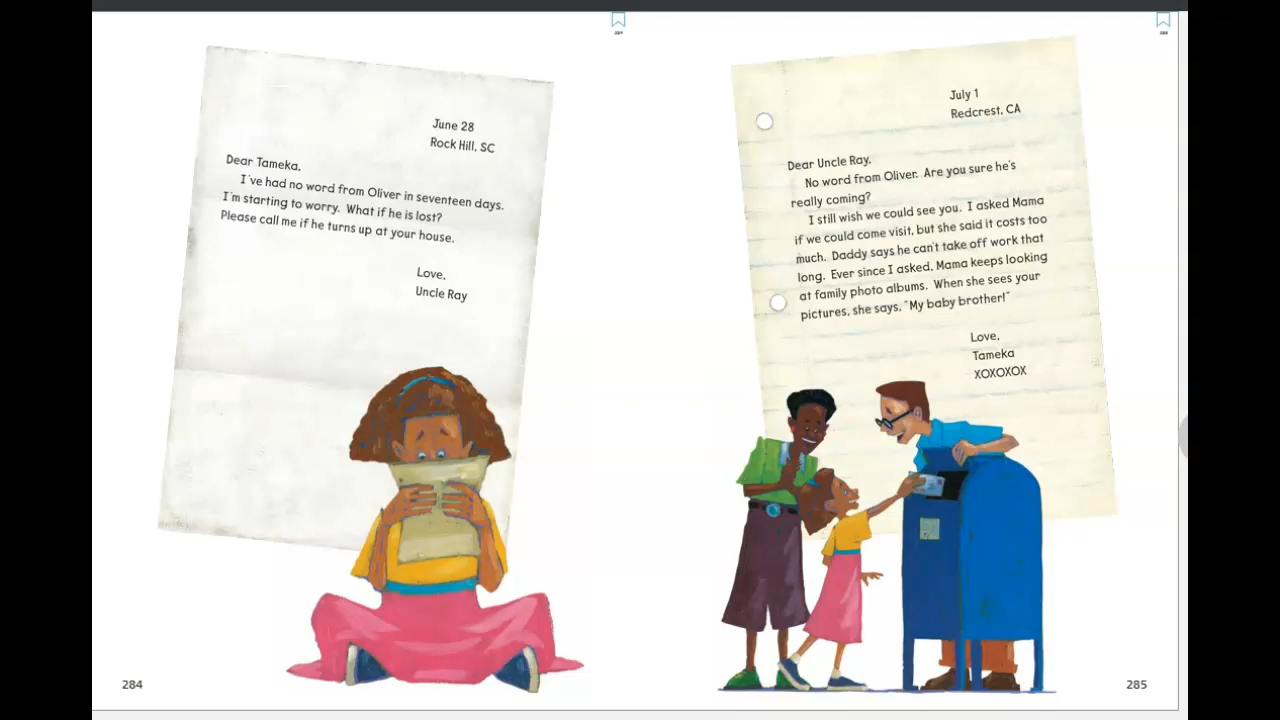 June 28
Rock Hill, SC
Dear Tameka,
I've had no word from Oliver in seventeen days.
I'm starting to worry. What if he is lost?
Please call me if he turns up at your house.
Love,
Uncle Ray
284
July 1
Redcrest, CA
Dear Uncle Ray,
No word from Oliver. Are you sure he's
really coming?
I still wish we could see you. I asked Mama
if we could come visit, but she said it costs too
much. Daddy says he can't take off work that
long. Ever since I asked, Mama keeps looking
at family photo albums. When she sees your
pictures, she says, "My baby brother!"
Love,
Tameka
XOXOXOX
285